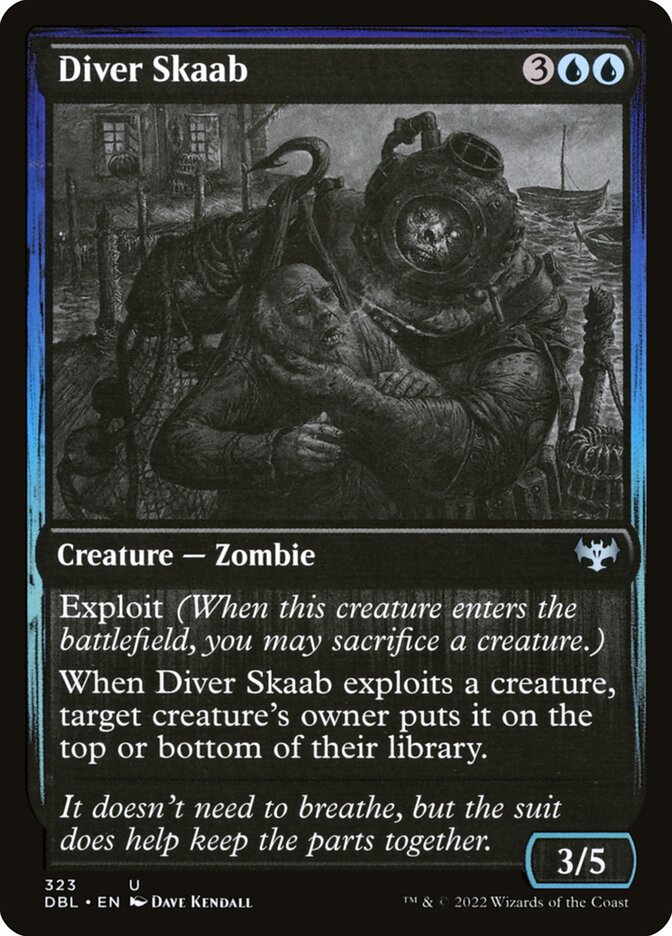 Diver Skaab 3
Creature — Zombie
Exploit (When this creature enters the
battlefield, you may sacrifice a creature.)
When Diver Skaab exploits a creature,
target creature's owner puts it on the
top or bottom of their library.
It doesn't need to breathe, but the suit
does help keep the parts together.
3/5
323 U
DBL • EN Dave Kendall ™ & © 2022 Wizards of the Coast